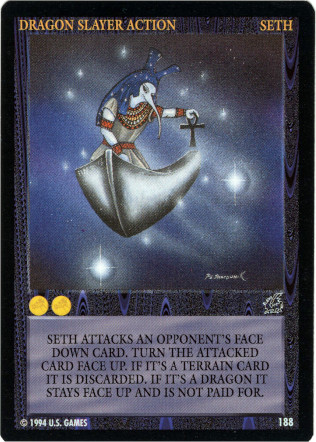 DRAGON SLAYER ACTION SETH
SETH ATTACKS AN OPPONENT'S FACE
DOWN CARD. TURN THE ATTACKED
CARD FACE UP. IF IT'S A TERRAIN CARD
IT IS DISCARDED. IF IT'S A DRAGON IT
STAYS FACE UP AND IS NOT PAID FOR.
© 1994 U.S. GAMES 188